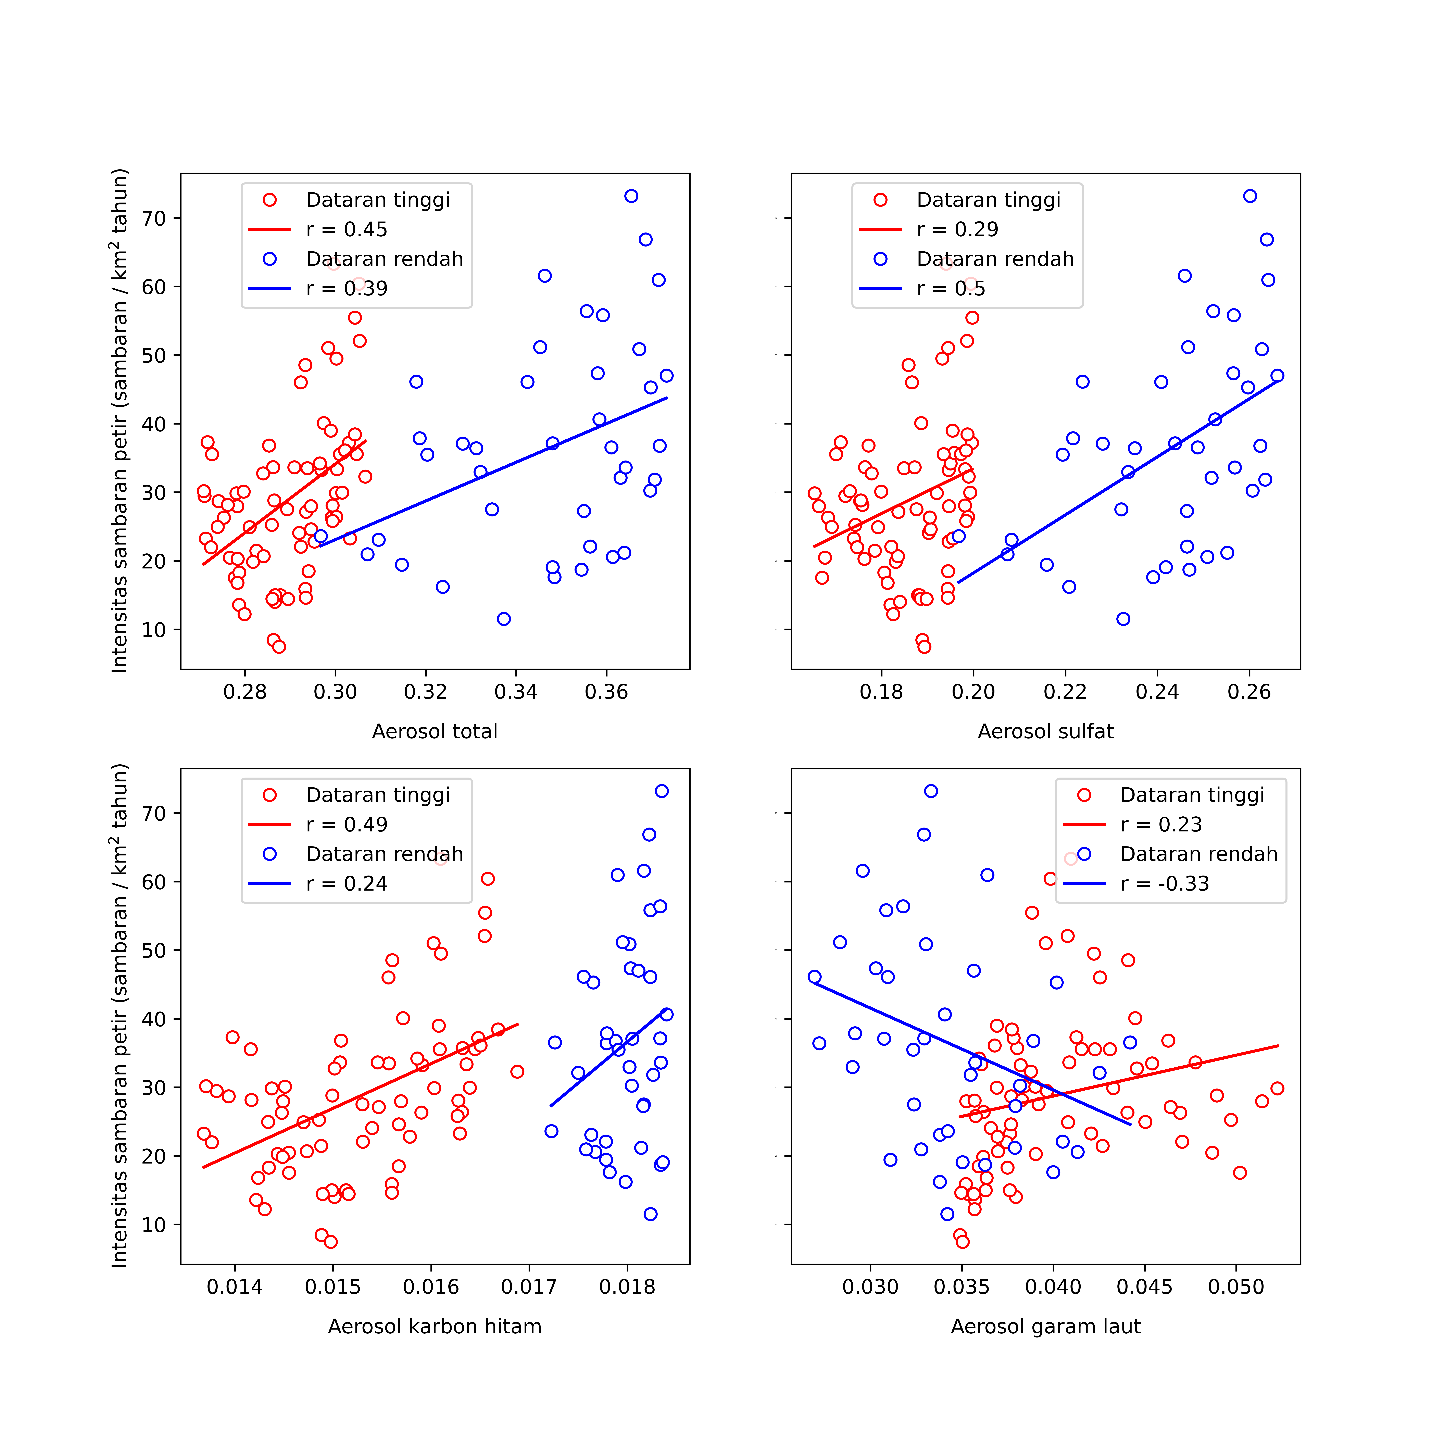 Intensitas sambaran petir (sambaran / km² tahun)
70
60
50
40
30
20
10
Dataran tinggi
r = 0.45
Dataran rendah
r = 0.39
0.28 0.30 0.32 0.34 0.36
Aerosol total
Dataran tinggi
r = 0.29
Dataran rendah
r = 0.5
0.18 0.20 0.22 0.24 0.26
Aerosol sulfat
Intensitas sambaran petir (sambaran / km² tahun)
70
60
50
40
30
20
10
Dataran tinggi
r = 0.49
Dataran rendah
r = 0.24
0.014 0.015 0.016 0.017 0.018
Aerosol karbon hitam
Dataran tinggi
r = 0.23
Dataran rendah
r = -0.33
0.030 0.035 0.040 0.045 0.050
Aerosol garam laut